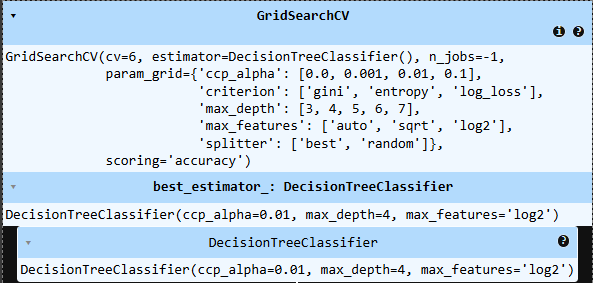 GridSearchCV
GridSearchCV(cv=6, estimator=DecisionTreeClassifier(), n_jobs=-1,
             param_grid={'ccp_alpha': [0.0, 0.001, 0.01, 0.1],
                         'criterion': ['gini', 'entropy', 'log_loss'],
                         'max_depth': [3, 4, 5, 6, 7],
                         'max_features': ['auto', 'sqrt', 'log2'],
                         'splitter': ['best', 'random']},
             scoring='accuracy')
best_estimator_: DecisionTreeClassifier
DecisionTreeClassifier(ccp_alpha=0.01, max_depth=4, max_features='log2')
DecisionTreeClassifier ?
DecisionTreeClassifier(ccp_alpha=0.01, max_depth=4, max_features='log2')